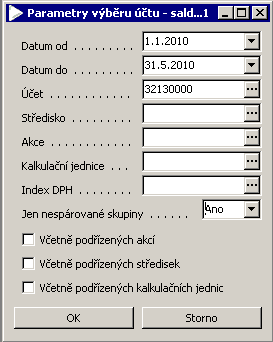 Parametry výběru účtu - sald...1
Datum od . . . . . . . . . 1.1.2010
Datum do . . . . . . . . . 31.5.2010
Účet . . . . . . . . . . . . 32130000
Středisko . . . . . . . . .
Akce . . . . . . . . . . . .
Kalkulační jednice . . .
Index DPH . . . . . . . .
Jen nespárované skupiny . . . . . . Ano
Včetně podřízených akcí
Včetně podřízených středisek
Včetně podřízených kalkulačních jednic
OK Storno